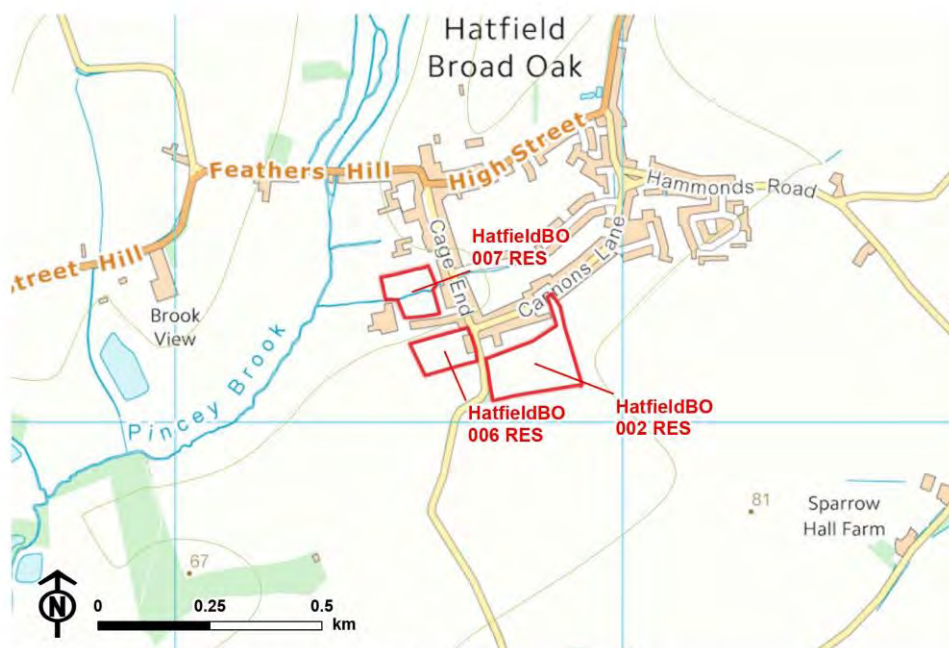 Hatfield
Broad Oak
Feathers Hill
High Street
Hammonds Road
Cage End
Cannons Lane
HatfieldBO
007 RES
Street Hill
Brook
View
Pincey Brook
HatfieldBO
006 RES
HatfieldBO
002 RES
81
Sparrow
Hall Farm
67
N
0 0.25 0.5
km